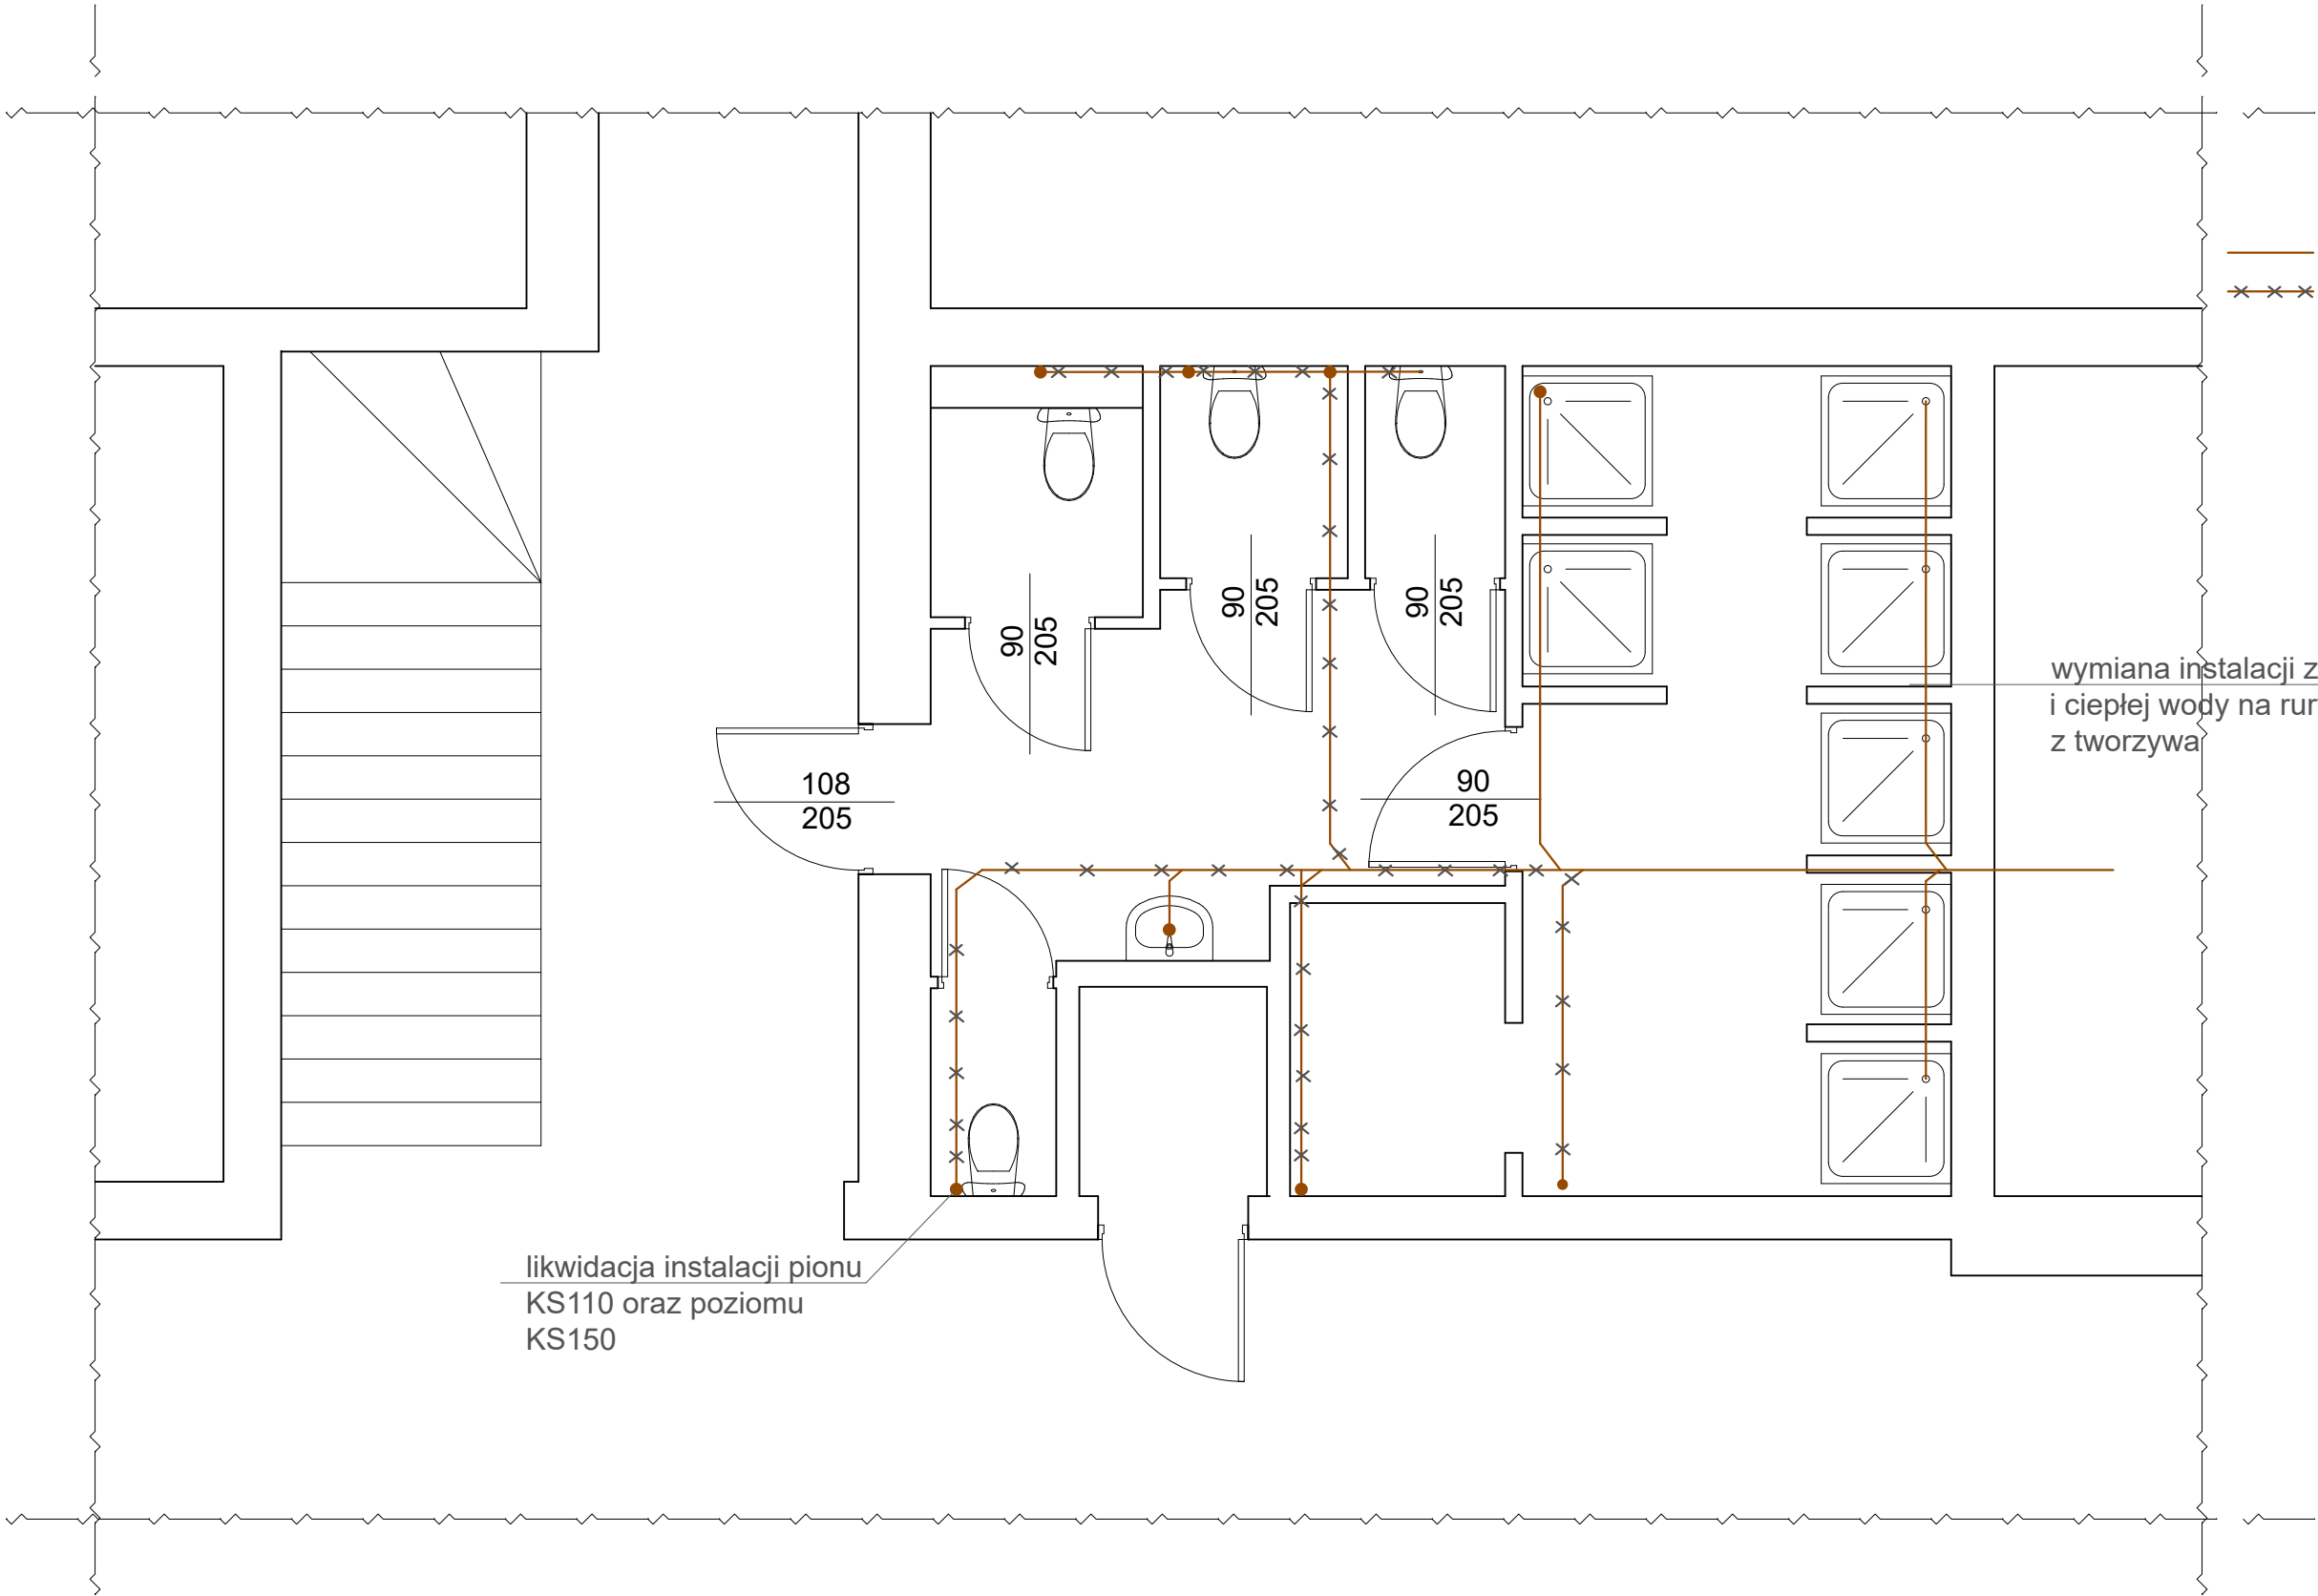 90
205
90
205
90
205
wymiana instalacji z
i ciepłej wody na rur
z tworzywa
108
205
90
205
likwidacja instalacji pionu
KS110 oraz poziomu
KS150